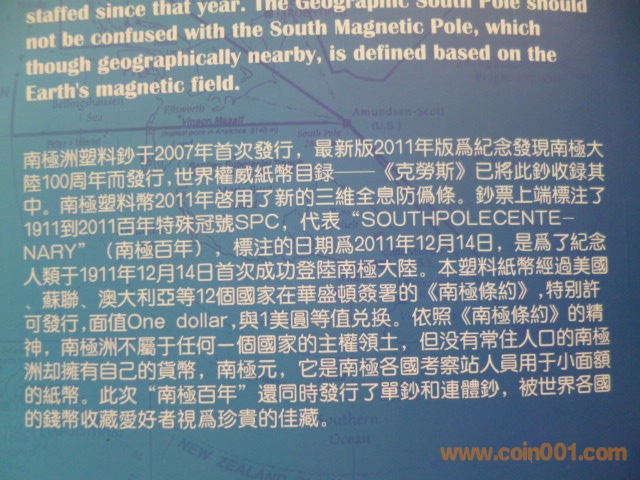 staffed since that year. The Geographic South Pole should
not be confused with the South Magnetic Pole, which
though geographically nearby, is defined based on the
Earth's magnetic field.
Bellingshausen
Sea
Ellsworth
Vinson Massif
Amundsen-Scott
(U.S.)
Peter I Island
South Pole
南極洲塑料鈔于2007年首次發行，最新版2011年版爲紀念發現南極大
陸100周年而發行，世界權威紙幣目録——《克勞斯》已將此鈔收録其
中。南極塑料幣2011年啓用了新的三維全息防僞條。鈔票上端標注了
1911到2011百年特殊冠號SPC，代表“SOUTHPOLECENTE-
NARY”（南極百年），標注的日期爲2011年12月14日，是爲了紀念
人類于1911年12月14日首次成功登陸南極大陸。本塑料紙幣經過美國
、蘇聯、澳大利亞等12個國家在華盛頓簽署的《南極條約》,特别許
可發行,面值One dollar,與1美圓等值兑换。依照《南極條約》的精
神，南極洲不屬于任何一個國家的主權領土，但没有常住人口的南極
洲却擁有自己的貨幣，南極元，它是南極各國考察站人員用于小面額
的紙幣。此次“南極百年”還同時發行了單鈔和連體鈔，被世界各國
的錢幣收藏愛好者視爲珍貴的佳藏。
Southern
Ocean
NEW ZEALAND
www.coin001.com